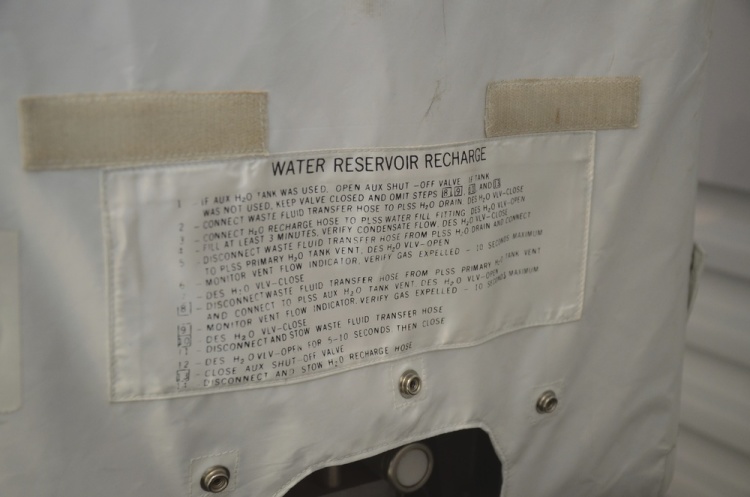 WATER RESERVOIR RECHARGE
1 - IF AUX H₂O TANK WAS USED, OPEN AUX SHUT-OFF VALVE. IF TANK
WAS NOT USED, KEEP VALVE CLOSED AND OMIT STEPS 8, 9, AND
2 - CONNECT WASTE FLUID TRANSFER HOSE TO PLSS H₂O DRAIN, DES H₂O VLV-CLOSE
3 - CONNECT H₂O RECHARGE HOSE TO PLSS WATER FILL FITTING, DES H₂O VLV-OPEN
4 - FILL AT LEAST 3 MINUTES, VERIFY CONDENSATE FLOW, DES H₂O VLV-CLOSE
5 - DISCONNECT WASTE FLUID TRANSFER HOSE FROM PLSS H₂O DRAIN AND CONNECT
TO PLSS PRIMARY H₂O TANK VENT, DES H₂O VLV-OPEN
MONITOR VENT FLOW INDICATOR, VERIFY GAS EXPELLED - 10 SECONDS MAXIMUM
- DES H₂O VLV-CLOSE
8 - DISCONNECT WASTE FLUID TRANSFER HOSE FROM PLSS PRIMARY H₂O TANK VENT
AND CONNECT TO PLSS AUX H₂O TANK VENT DES H₂O VLV-OPEN
9 - MONITOR VENT FLOW INDICATOR, VERIFY GAS EXPELLED - 10 SECONDS MAXIMUM
10 - DES H₂O VLV-CLOSE
11 - DISCONNECT AND STOW WASTE FLUID TRANSFER HOSE
12 - DES H₂O VLV-OPEN FOR 5-10 SECONDS THEN CLOSE
- CLOSE AUX SHUT-OFF VALVE
- DISCONNECT AND STOW H₂O RECHARGE HOSE